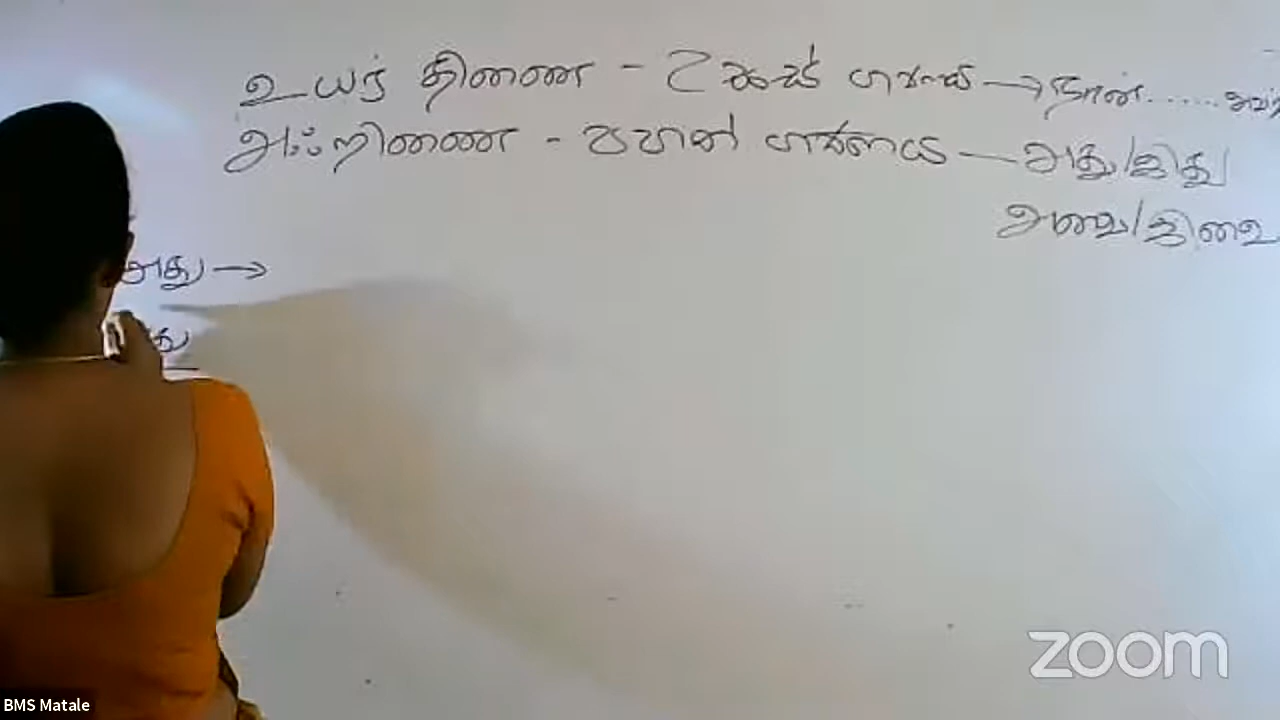 உயர் திணை - උසස් ගණය → நான் ......
அஃறிணை - පහත් ගණය — அது/இது
அவை/இவை
அது →
zoom
BMS Matale